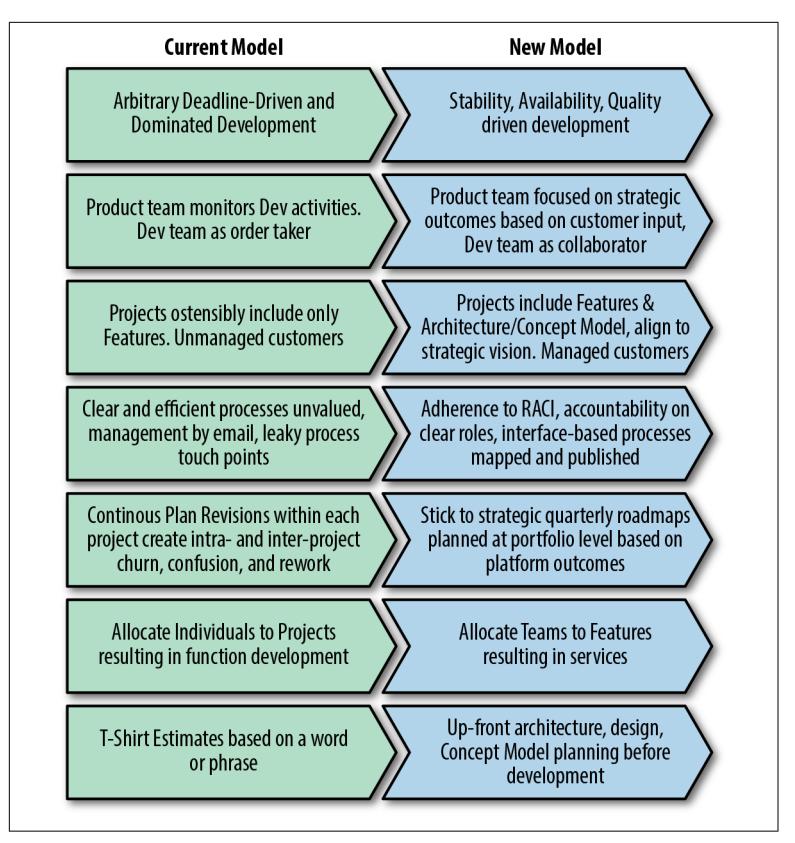 Current Model
New Model
Arbitrary Deadline-Driven and
Dominated Development
Stability, Availability, Quality
driven development
Product team monitors Dev activities.
Dev team as order taker
Product team focused on strategic
outcomes based on customer input,
Dev team as collaborator
Projects ostensibly include only
Features. Unmanaged customers
Projects include Features &
Architecture/Concept Model, align to
strategic vision. Managed customers
Clear and efficient processes unvalued,
management by email, leaky process
touch points
Adherence to RACI, accountability on
clear roles, interface-based processes
mapped and published
Continous Plan Revisions within each
project create intra- and inter-project
churn, confusion, and rework
Stick to strategic quarterly roadmaps
planned at portfolio level based on
platform outcomes
Allocate Individuals to Projects
resulting in function development
Allocate Teams to Features
resulting in services
T-Shirt Estimates based on a word
or phrase
Up-front architecture, design,
Concept Model planning before
development